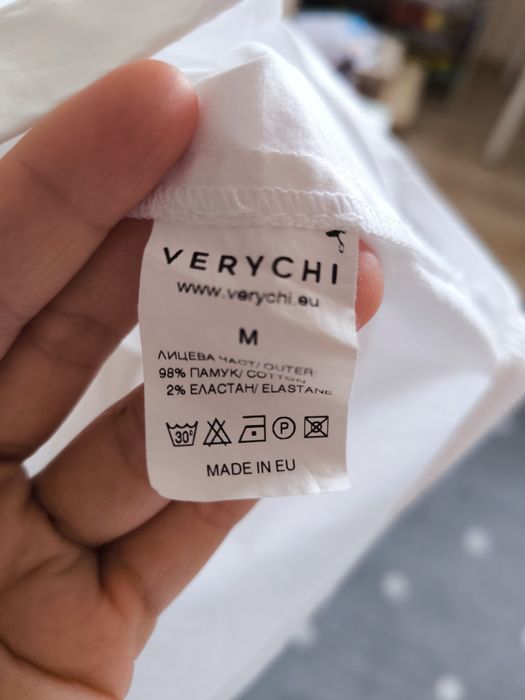 VERYCHI
www.verychi.eu
M
ЛИЦЕВА ЧАСТ/ OUTER:
98% ПАМУК/ COTTON
2% ЕЛАСТАН/ ELASTANE
30°
P
MADE IN EU